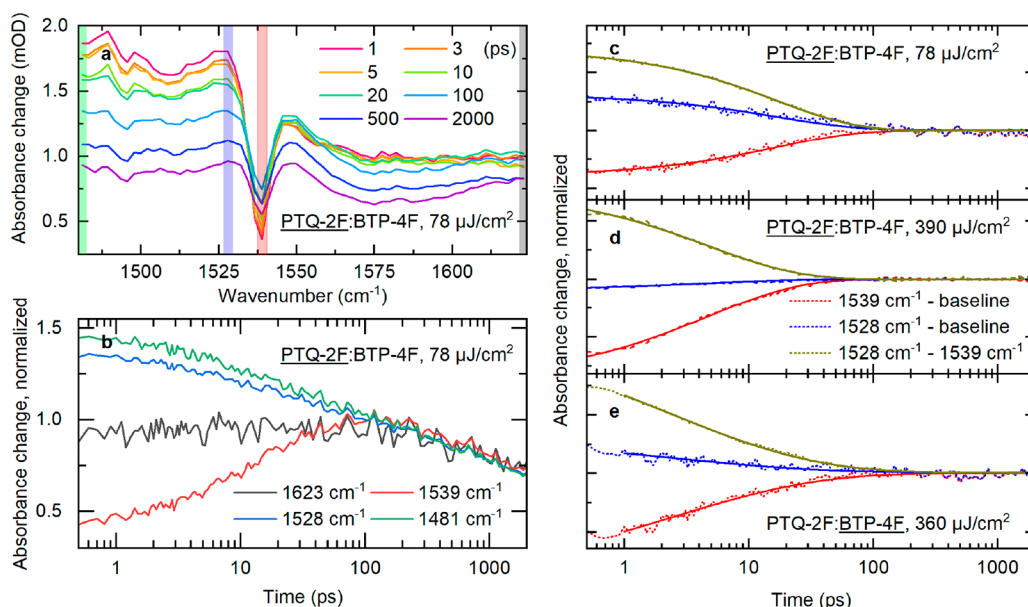 Absorbance change (mOD)
2.0
1.5
1.0
0.5
a
1 3 (ps)
5 10
20 100
500 2000
PTQ-2F:BTP-4F, 78 µJ/cm²
1500 1525 1550 1575 1600
Wavenumber (cm⁻¹)
Absorbance change, normalized
1.5
1.0
0.5
b
PTQ-2F:BTP-4F, 78 µJ/cm²
1623 cm⁻¹ 1539 cm⁻¹
1528 cm⁻¹ 1481 cm⁻¹
1 10 100 1000
Time (ps)
Absorbance change, normalized
c
PTQ-2F:BTP-4F, 78 µJ/cm²
d
PTQ-2F:BTP-4F, 390 µJ/cm²
1539 cm⁻¹ - baseline
1528 cm⁻¹ - baseline
1528 cm⁻¹ - 1539 cm⁻¹
e
PTQ-2F:BTP-4F, 360 µJ/cm²
1 10 100 1000
Time (ps)